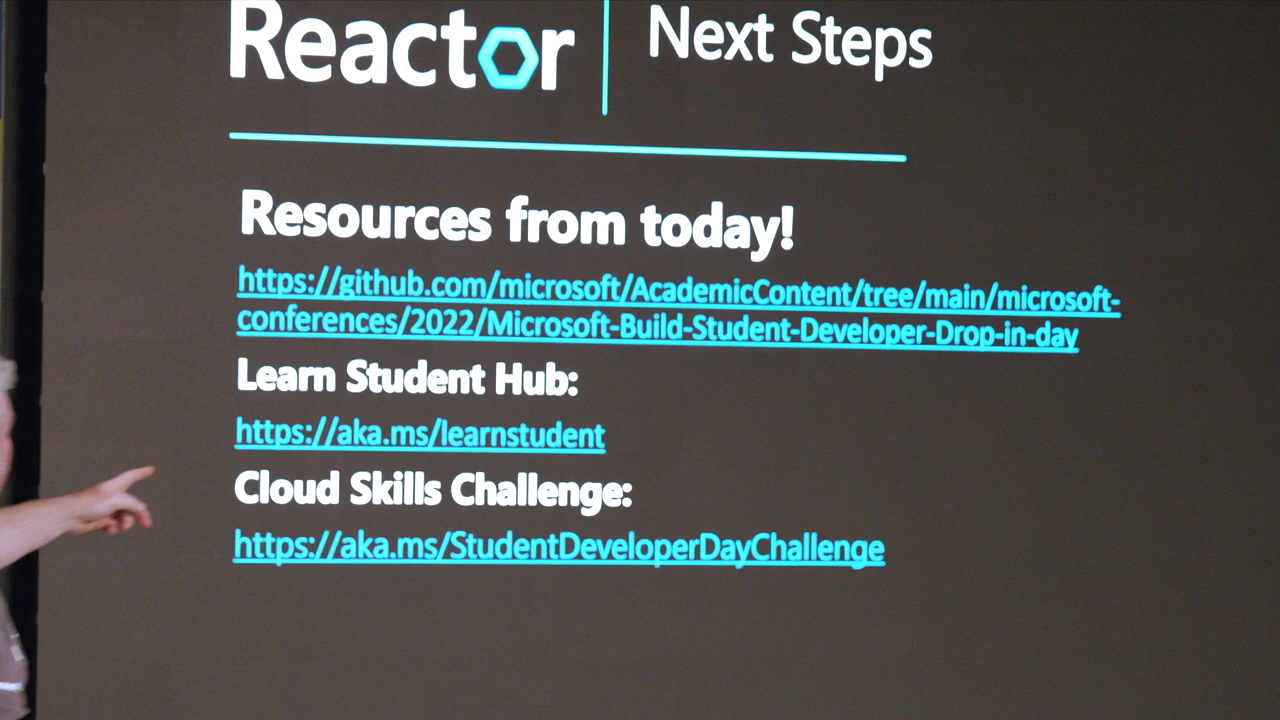 Reactor
Next Steps
Resources from today!
https://github.com/microsoft/AcademicContent/tree/main/microsoft-
conferences/2022/Microsoft-Build-Student-Developer-Drop-in-day
Learn Student Hub:
https://aka.ms/learnstudent
Cloud Skills Challenge:
https://aka.ms/StudentDeveloperDayChallenge